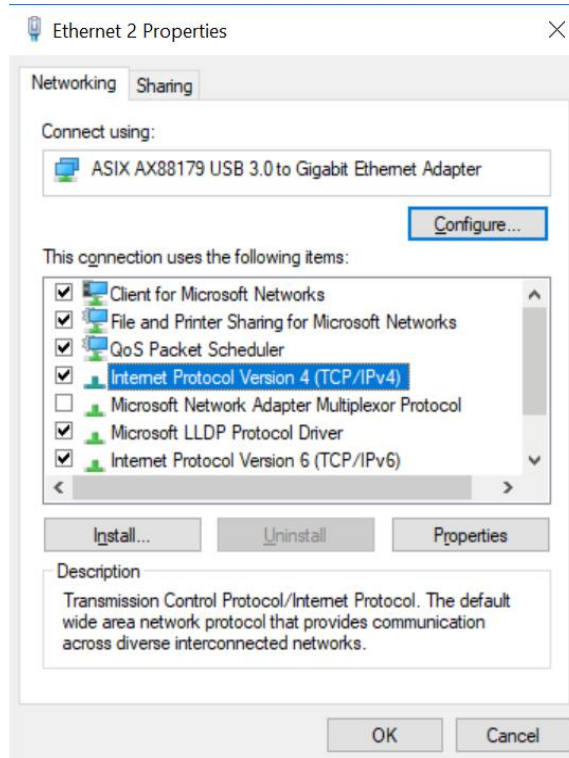 Ethernet 2 Properties
Networking Sharing
Connect using:
ASIX AX88179 USB 3.0 to Gigabit Ethernet Adapter
Configure...
This connection uses the following items:
Client for Microsoft Networks
File and Printer Sharing for Microsoft Networks
QoS Packet Scheduler
Internet Protocol Version 4 (TCP/IPv4)
Microsoft Network Adapter Multiplexor Protocol
Microsoft LLDP Protocol Driver
Internet Protocol Version 6 (TCP/IPv6)
Install... Uninstall Properties
Description
Transmission Control Protocol/Internet Protocol. The default
wide area network protocol that provides communication
across diverse interconnected networks.
OK Cancel